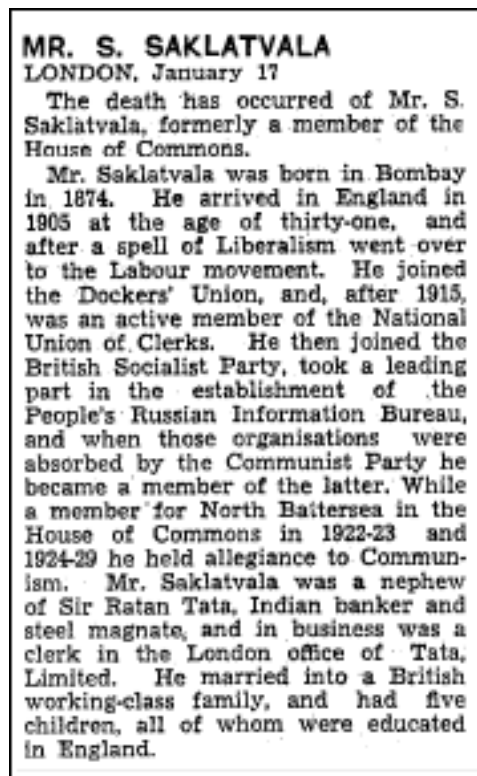 MR. S. SAKLATVALA
LONDON, January 17
The death has occurred of Mr. S.
Saklatvala, formerly a member of the
House of Commons.
Mr. Saklatvala was born in Bombay
in 1874. He arrived in England in
1905 at the age of thirty-one, and
after a spell of Liberalism went over
to the Labour movement. He joined
the Dockers' Union, and, after 1915,
was an active member of the National
Union of Clerks. He then joined the
British Socialist Party, took a leading
part in the establishment of the
People's Russian Information Bureau,
and when those organisations were
absorbed by the Communist Party he
became a member of the latter. While
a member for North Battersea in the
House of Commons in 1922-23 and
1924-29 he held allegiance to Commun-
ism. Mr. Saklatvala was a nephew
of Sir Ratan Tata, Indian banker and
steel magnate, and in business was a
clerk in the London office of Tata,
Limited. He married into a British
working-class family, and had five
children, all of whom were educated
in England.